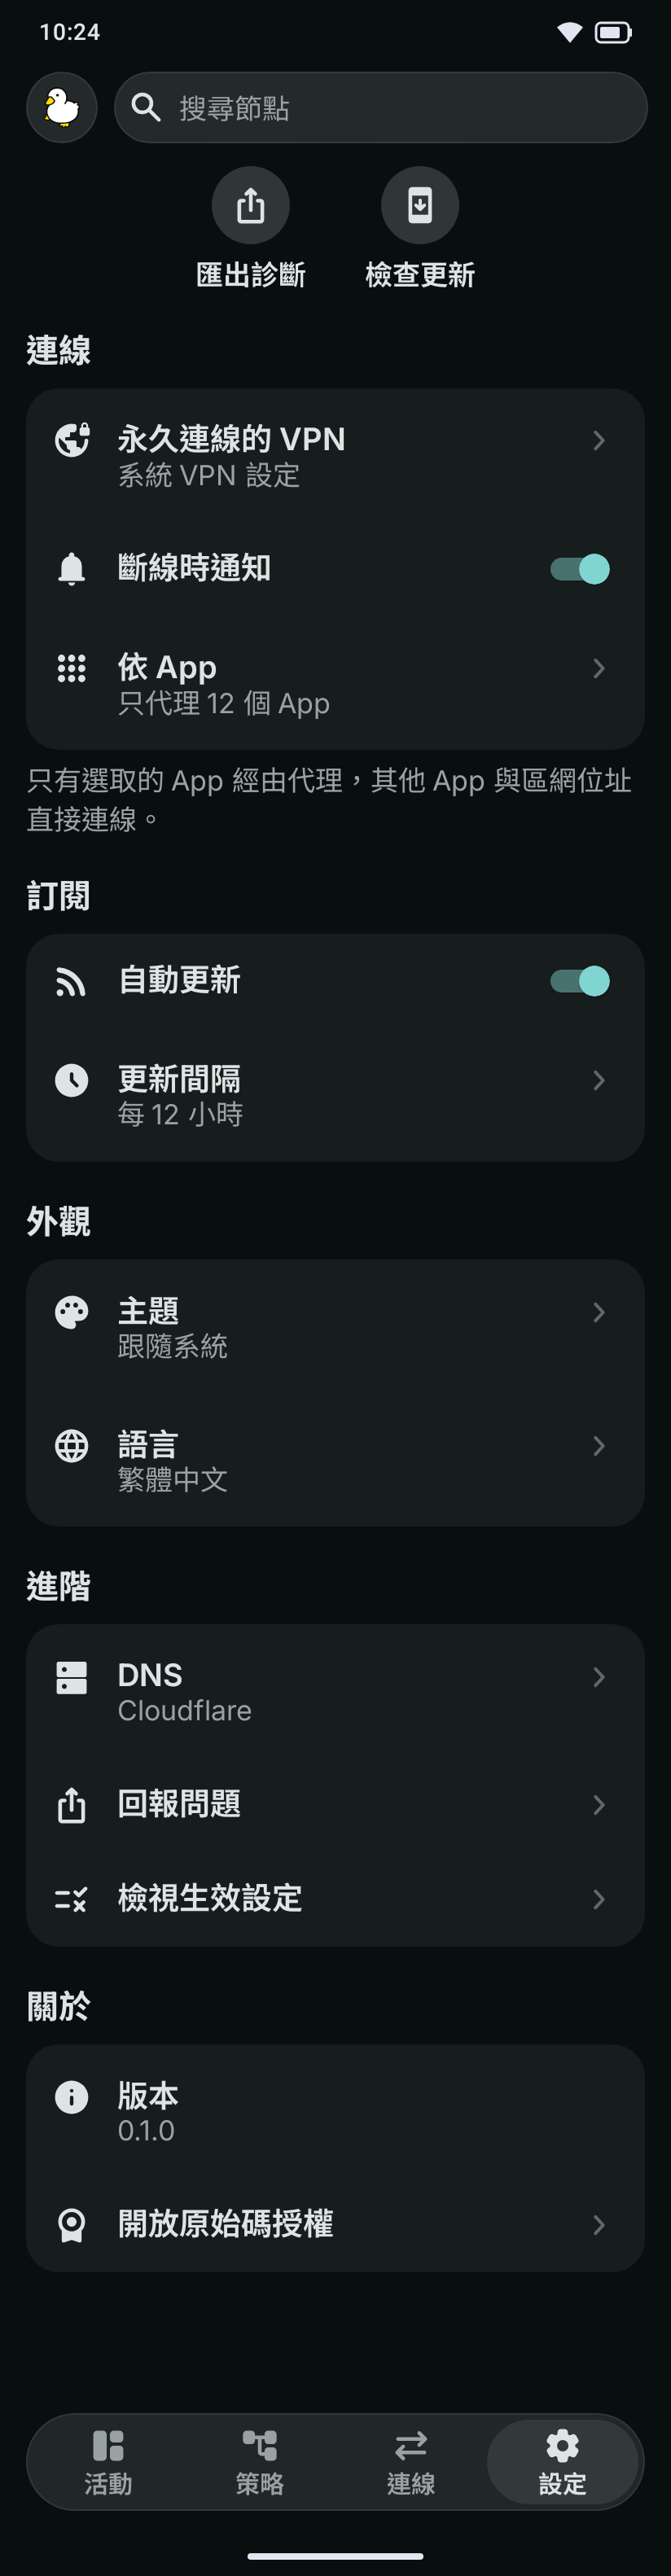 10:24
搜尋節點
匯出診斷
檢查更新
連線
永久連線的 VPN
系統 VPN 設定
斷線時通知
依 App
只代理 12 個 App
只有選取的 App 經由代理，其他 App 與區網位址
直接連線。
訂閱
自動更新
更新間隔
每 12 小時
外觀
主題
跟隨系統
語言
繁體中文
進階
DNS
Cloudflare
回報問題
檢視生效設定
關於
版本
0.1.0
開放原始碼授權
活動
策略
連線
設定